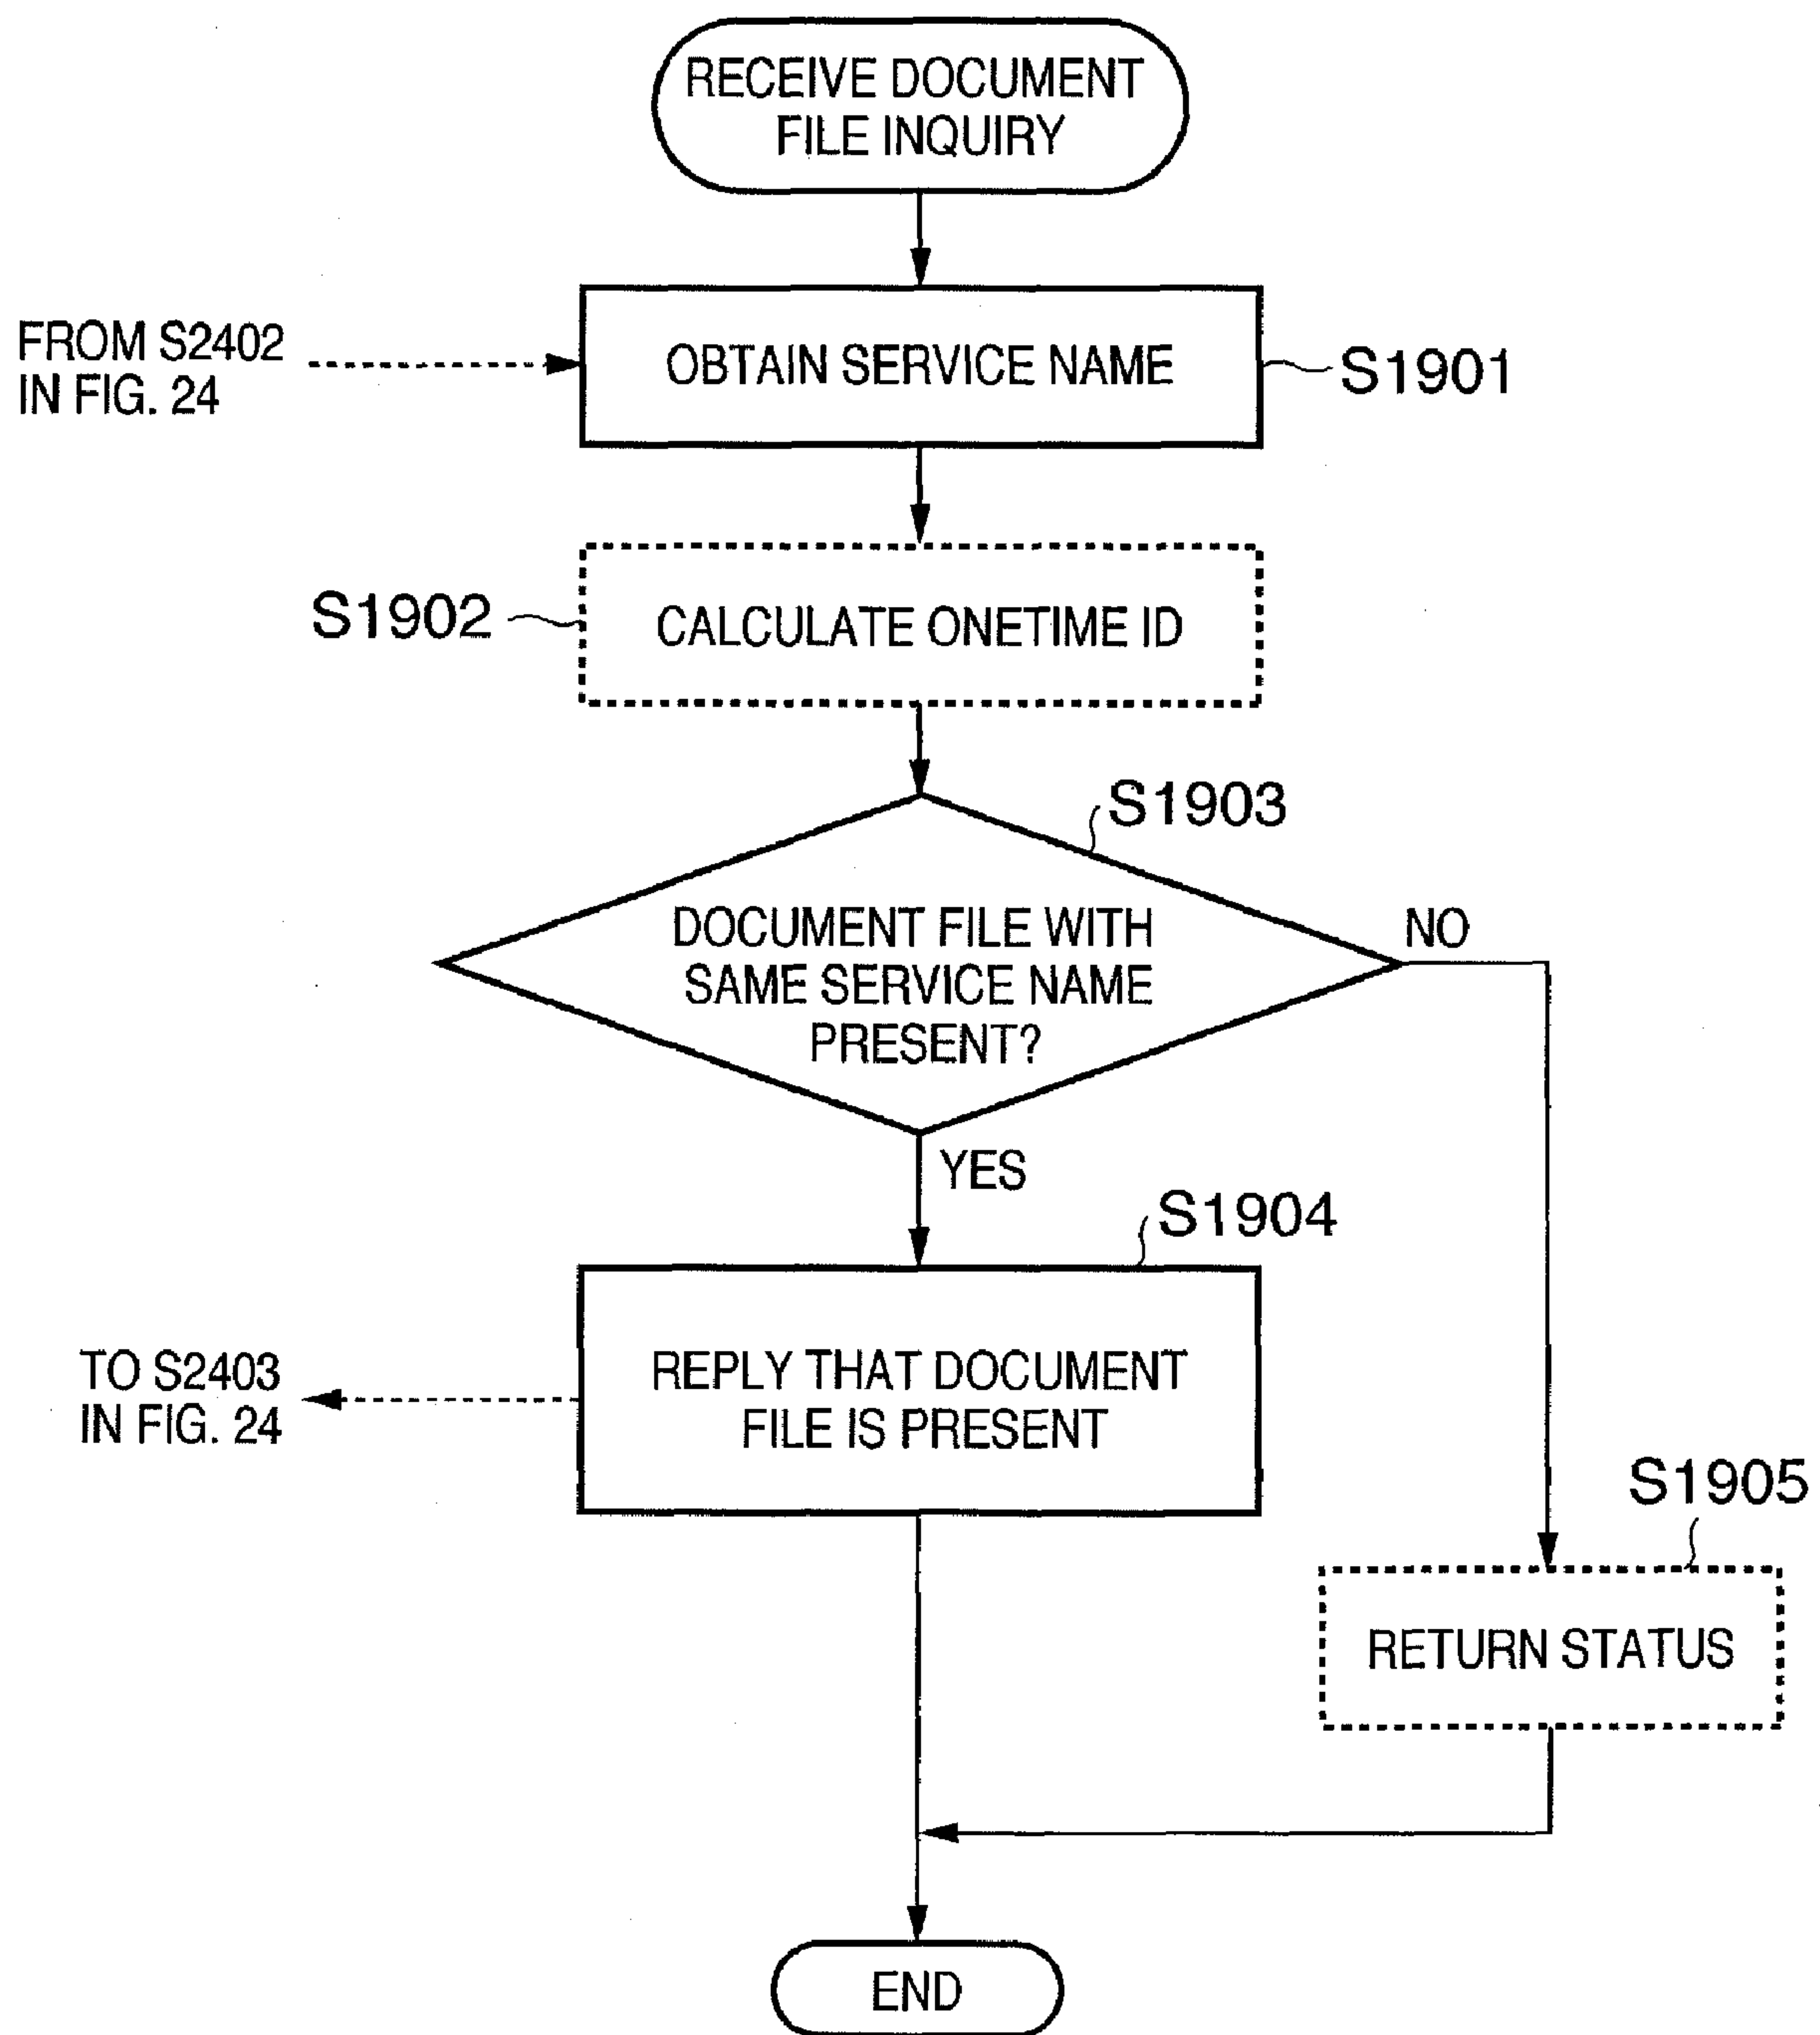 RECEIVE DOCUMENT
FILE INQUIRY
FROM S2402
IN FIG. 24
OBTAIN SERVICE NAME
S1901
S1902
CALCULATE ONETIME ID
S1903
DOCUMENT FILE WITH
SAME SERVICE NAME
PRESENT?
NO
YES
S1904
TO S2403
IN FIG. 24
REPLY THAT DOCUMENT
FILE IS PRESENT
S1905
RETURN STATUS
END